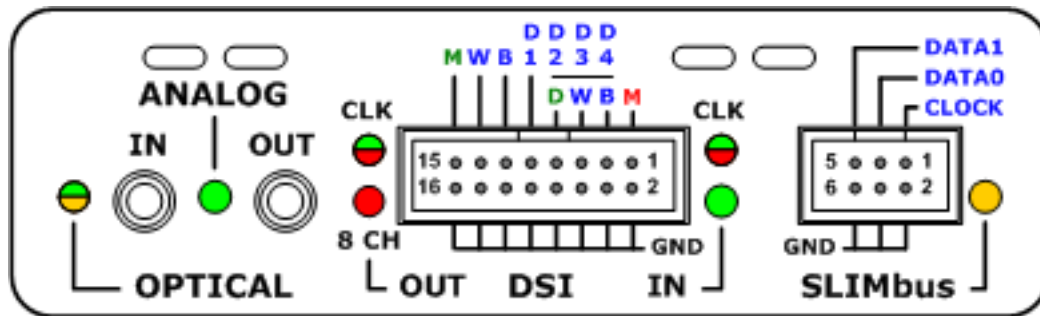 D D D D
1 2 3 4
M W B
D W B M
ANALOG
IN OUT
CLK
CLK
DATA1
DATA0
CLOCK
15 1
16 2
5 1
6 2
8 CH
GND
GND
OPTICAL
OUT DSI IN
SLIMbus